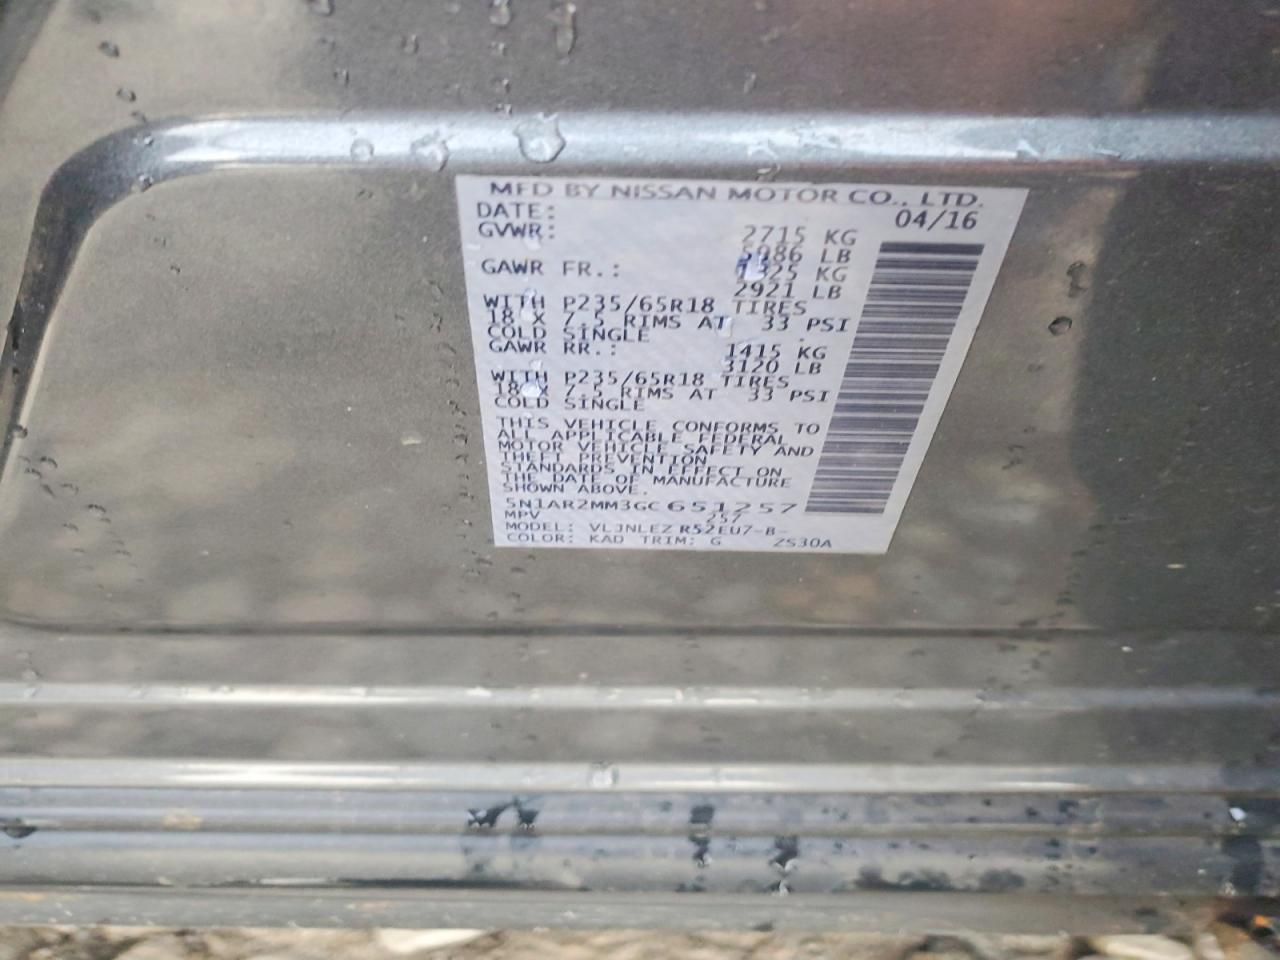 MFD BY NISSAN MOTOR CO., LTD.
DATE: 04/16
GVWR: 2715 KG
5986 LB
GAWR FR.: 1325 KG
2921 LB
WITH P235/65R18 TIRES
18 X 7.5 RIMS AT 33 PSI
COLD SINGLE
GAWR RR.: 1415 KG
3120 LB
WITH P235/65R18 TIRES
18 X 7.5 RIMS AT 33 PSI
COLD SINGLE
THIS VEHICLE CONFORMS TO
ALL APPLICABLE FEDERAL
MOTOR VEHICLE SAFETY AND
THEFT PREVENTION
STANDARDS IN EFFECT ON
THE DATE OF MANUFACTURE
SHOWN ABOVE.
5N1AR2MM3GC651257
MPV 257
MODEL: VLJNLEZ R52EU7-B-
COLOR: KAD TRIM: G ZS30A